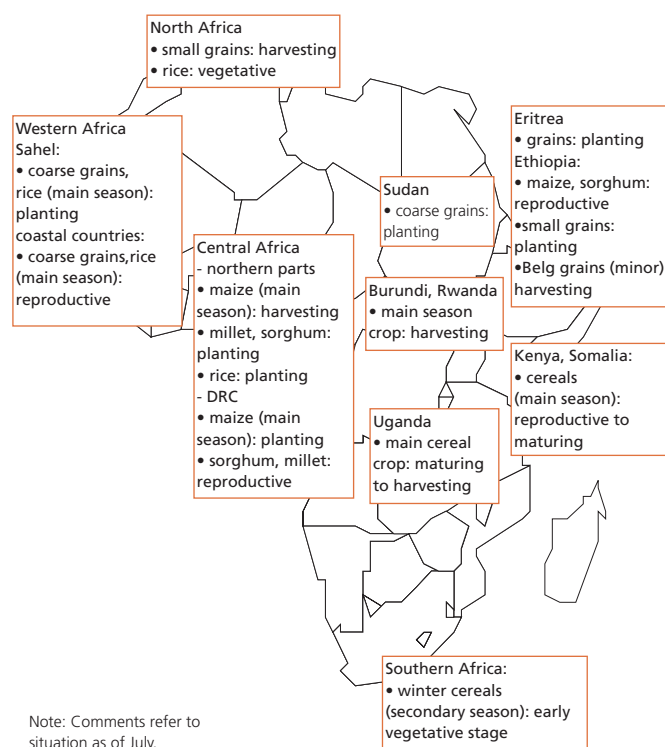 North Africa
• small grains: harvesting
• rice: vegetative
Western Africa
Sahel:
• coarse grains,
rice (main season):
planting
coastal countries:
• coarse grains,rice
(main season):
reproductive
Eritrea
• grains: planting
Ethiopia:
• maize, sorghum:
reproductive
•small grains:
planting
•Belg grains (minor)
harvesting
Sudan
• coarse grains:
planting
Central Africa
- northern parts
• maize (main
season): harvesting
• millet, sorghum:
planting
• rice: planting
- DRC
• maize (main
season): planting
• sorghum, millet:
reproductive
Burundi, Rwanda
• main season
crop: harvesting
Kenya, Somalia:
• cereals
(main season):
reproductive to
maturing
Uganda
• main cereal
crop: maturing
to harvesting
Southern Africa:
• winter cereals
(secondary season): early
vegetative stage
Note: Comments refer to
situation as of July.